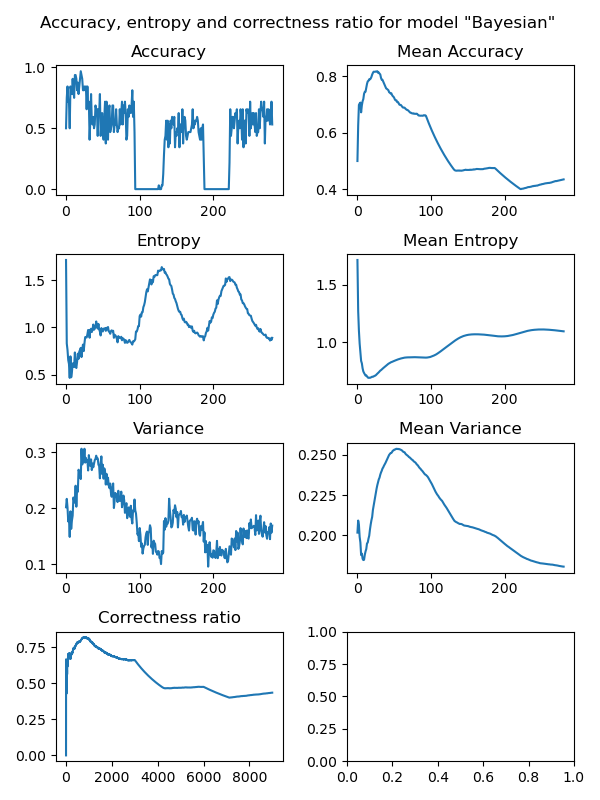 Accuracy, entropy and correctness ratio for model "Bayesian"
Accuracy
1.0
0.5
0.0
0 100 200
Mean Accuracy
0.8
0.6
0.4
0 100 200
Entropy
1.5
1.0
0.5
0 100 200
Mean Entropy
1.5
1.0
0 100 200
Variance
0.3
0.2
0.1
0 100 200
Mean Variance
0.250
0.225
0.200
0 100 200
Correctness ratio
0.75
0.50
0.25
0.00
0 2000 4000 6000 8000
1.00
0.75
0.50
0.25
0.00
0.0 0.2 0.4 0.6 0.8 1.0